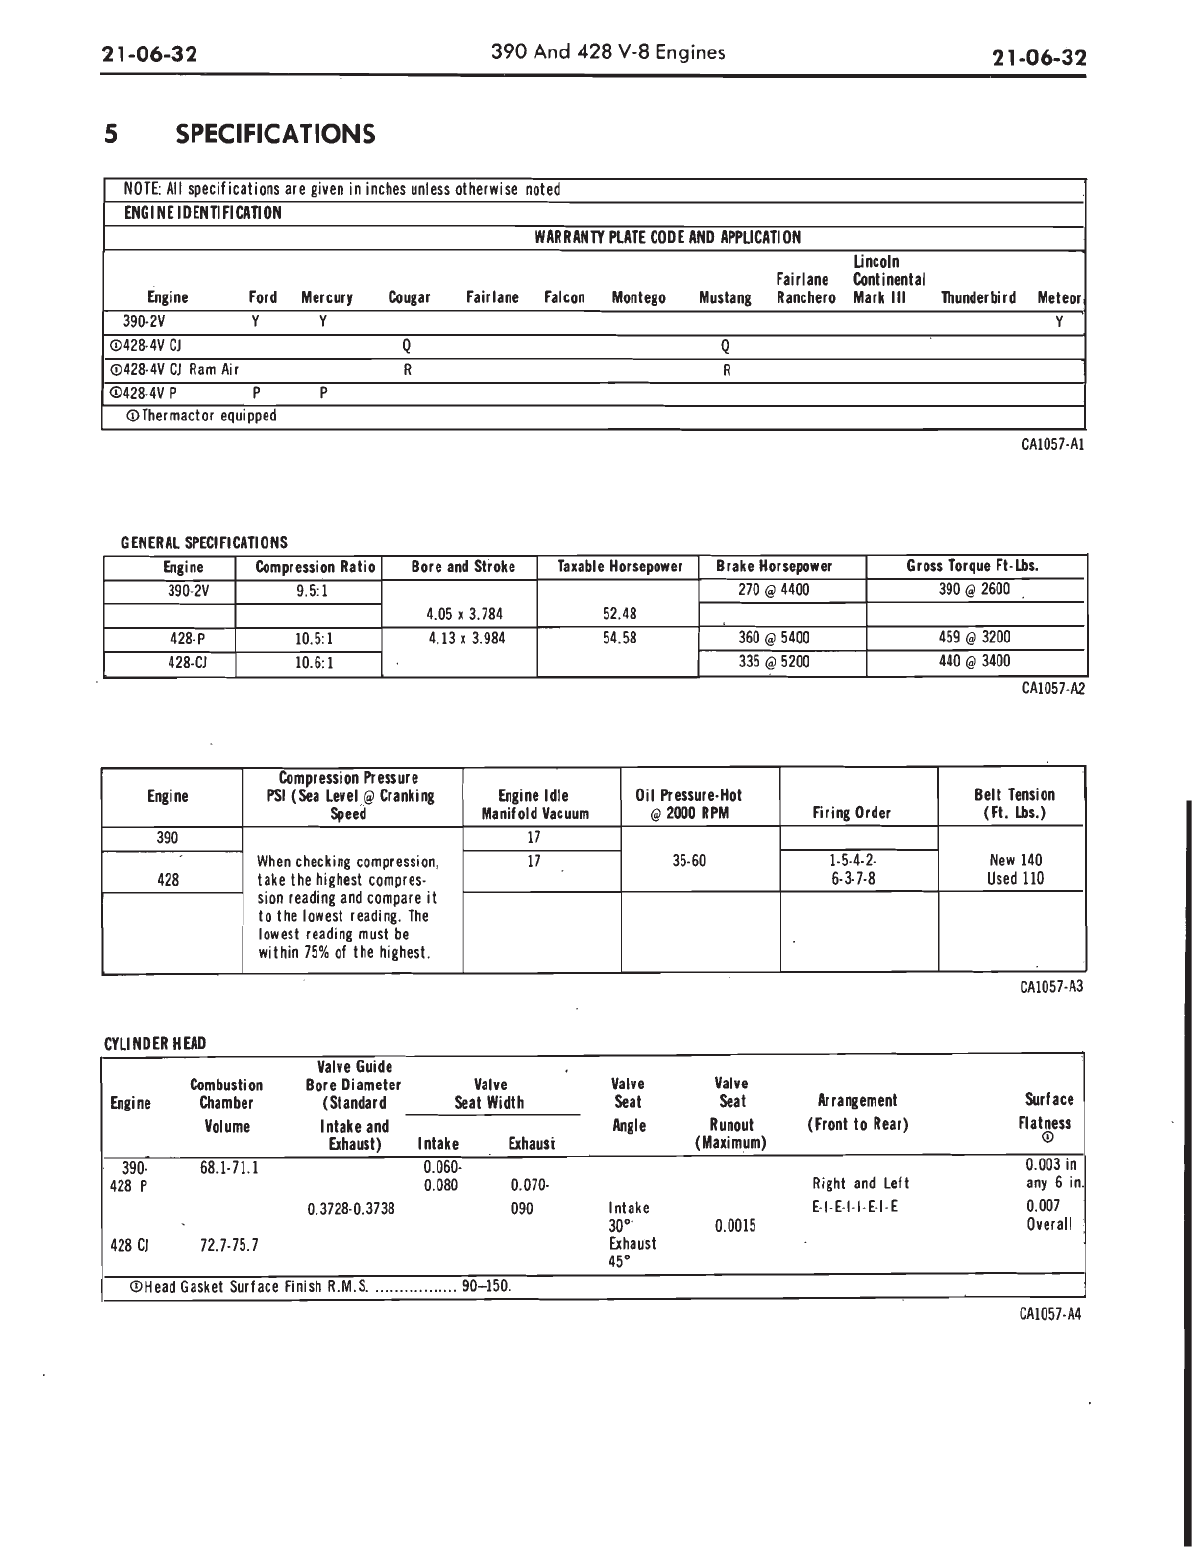 21-06-32 390 And 428 V-8 Engines 21-06-32
5 SPECIFICATIONS
NOTE: All specifications are given in inches unless otherwise noted
ENGINE IDENTIFICATION
WARRANTY PLATE CODE AND APPLICATION
Lincoln
Fairlane Continental
Engine Ford Mercury Cougar Fairlane Falcon Montego Mustang Ranchero Mark III Thunderbird Meteor
390-2V Y Y Y
①428-4V CJ Q Q
①428-4V CJ Ram Air R R
①428-4V P P P
①Thermactor equipped
CA1057-A1
GENERAL SPECIFICATIONS
Engine Compression Ratio Bore and Stroke Taxable Horsepower Brake Horsepower Gross Torque Ft-Lbs.
390-2V 9.5:1 270 @ 4400 390 @ 2600
4.05 x 3.784 52.48
428-P 10.5:1 4.13 x 3.984 54.58 360 @ 5400 459 @ 3200
428-CJ 10.6:1 335 @ 5200 440 @ 3400
CA1057-A2
Compression Pressure
Engine PSI (Sea Level @ Cranking Engine Idle Oil Pressure-Hot Belt Tension
Speed Manifold Vacuum @ 2000 RPM Firing Order (Ft. Lbs.)
390 17
When checking compression, 17 35-60 1-5-4-2- New 140
428 take the highest compres- 6-3-7-8 Used 110
sion reading and compare it
to the lowest reading. The
lowest reading must be
within 75% of the highest.
CA1057-A3
CYLINDER HEAD
Valve Guide
Combustion Bore Diameter Valve Valve Valve
Engine Chamber (Standard Seat Width Seat Seat Arrangement Surface
Volume Intake and Angle Runout (Front to Rear) Flatness
Exhaust) Intake Exhaust (Maximum) ①
390- 68.1-71.1 0.060- 0.003 in
428 P 0.080 0.070- Right and Left any 6 in.
0.3728-0.3738 090 Intake E-I-E-I-I-E-I-E 0.007
30° 0.0015 Overall
428 CJ 72.7-75.7 Exhaust
45°
①Head Gasket Surface Finish R.M.S. ................. 90–150.
CA1057-A4